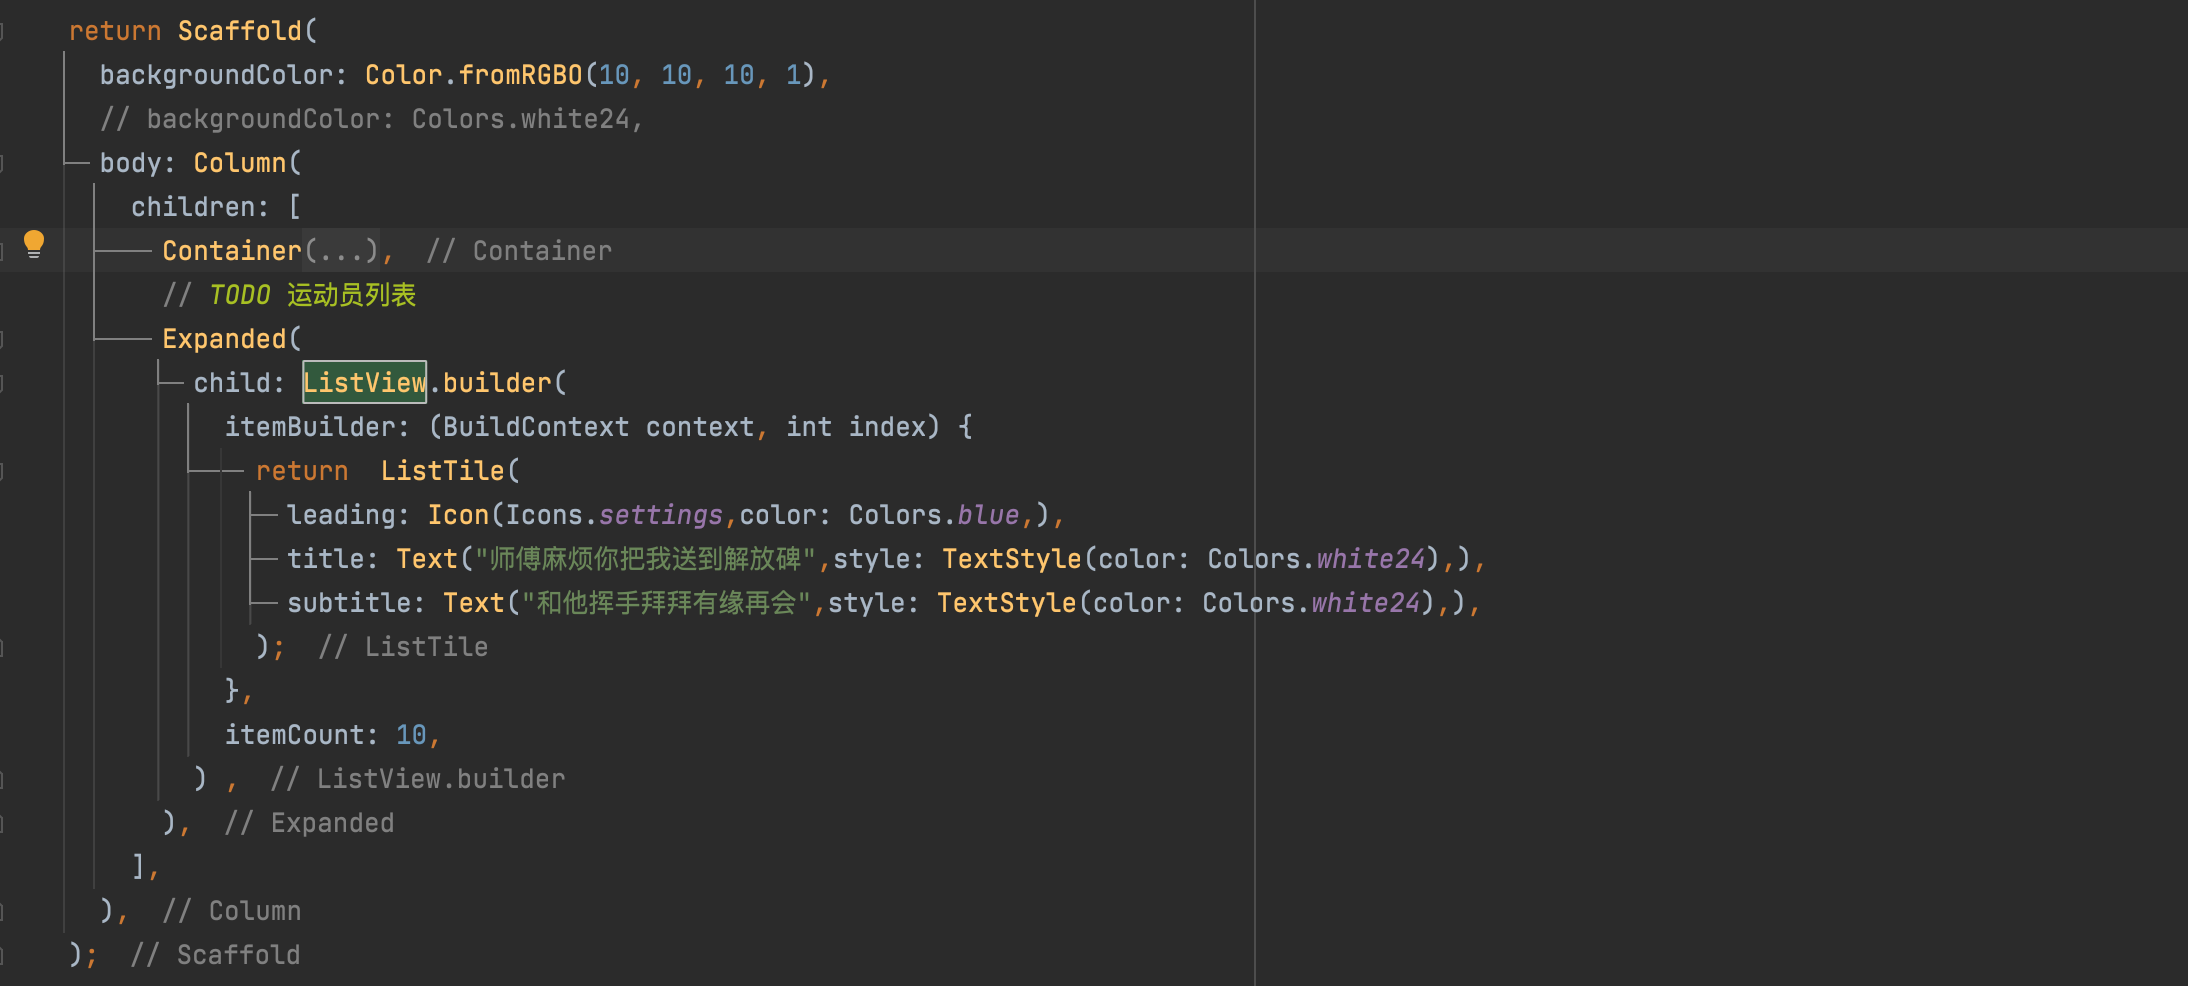 return Scaffold(
backgroundColor: Color.fromRGBO(10, 10, 10, 1),
// backgroundColor: Colors.white24,
body: Column(
children: [
Container(...), // Container
// TODO 运动员列表
Expanded(
child: ListView.builder(
itemBuilder: (BuildContext context, int index) {
return  ListTile(
leading: Icon(Icons.settings,color: Colors.blue,),
title: Text("师傅麻烦你把我送到解放碑",style: TextStyle(color: Colors.white24),),
subtitle: Text("和他挥手拜拜有缘再会",style: TextStyle(color: Colors.white24),),
); // ListTile
},
itemCount: 10,
) , // ListView.builder
), // Expanded
],
), // Column
); // Scaffold